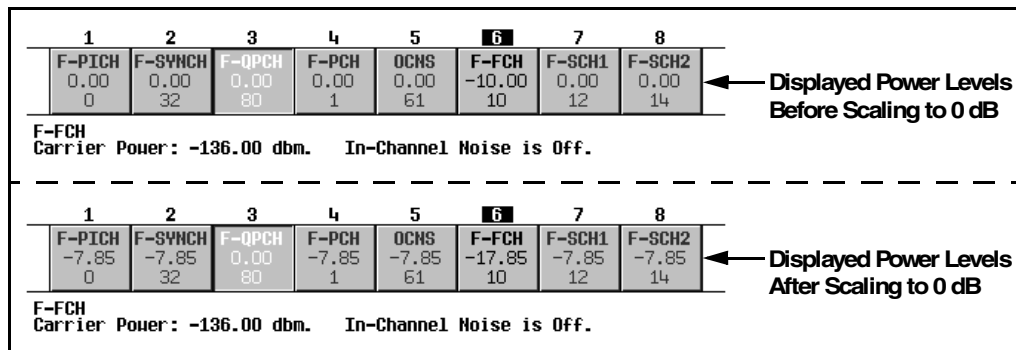 1 2 3 4 5 6 7 8
F-PICH F-SYNCH F-QPCH F-PCH OCNS F-FCH F-SCH1 F-SCH2
0.00 0.00 0.00 0.00 0.00 -10.00 0.00 0.00
0 32 80 1 61 10 12 14
Displayed Power Levels
Before Scaling to 0 dB
F-FCH
Carrier Power: -136.00 dbm. In-Channel Noise is Off.
1 2 3 4 5 6 7 8
F-PICH F-SYNCH F-QPCH F-PCH OCNS F-FCH F-SCH1 F-SCH2
-7.85 -7.85 0.00 -7.85 -7.85 -17.85 -7.85 -7.85
0 32 80 1 61 10 12 14
Displayed Power Levels
After Scaling to 0 dB
F-FCH
Carrier Power: -136.00 dbm. In-Channel Noise is Off.